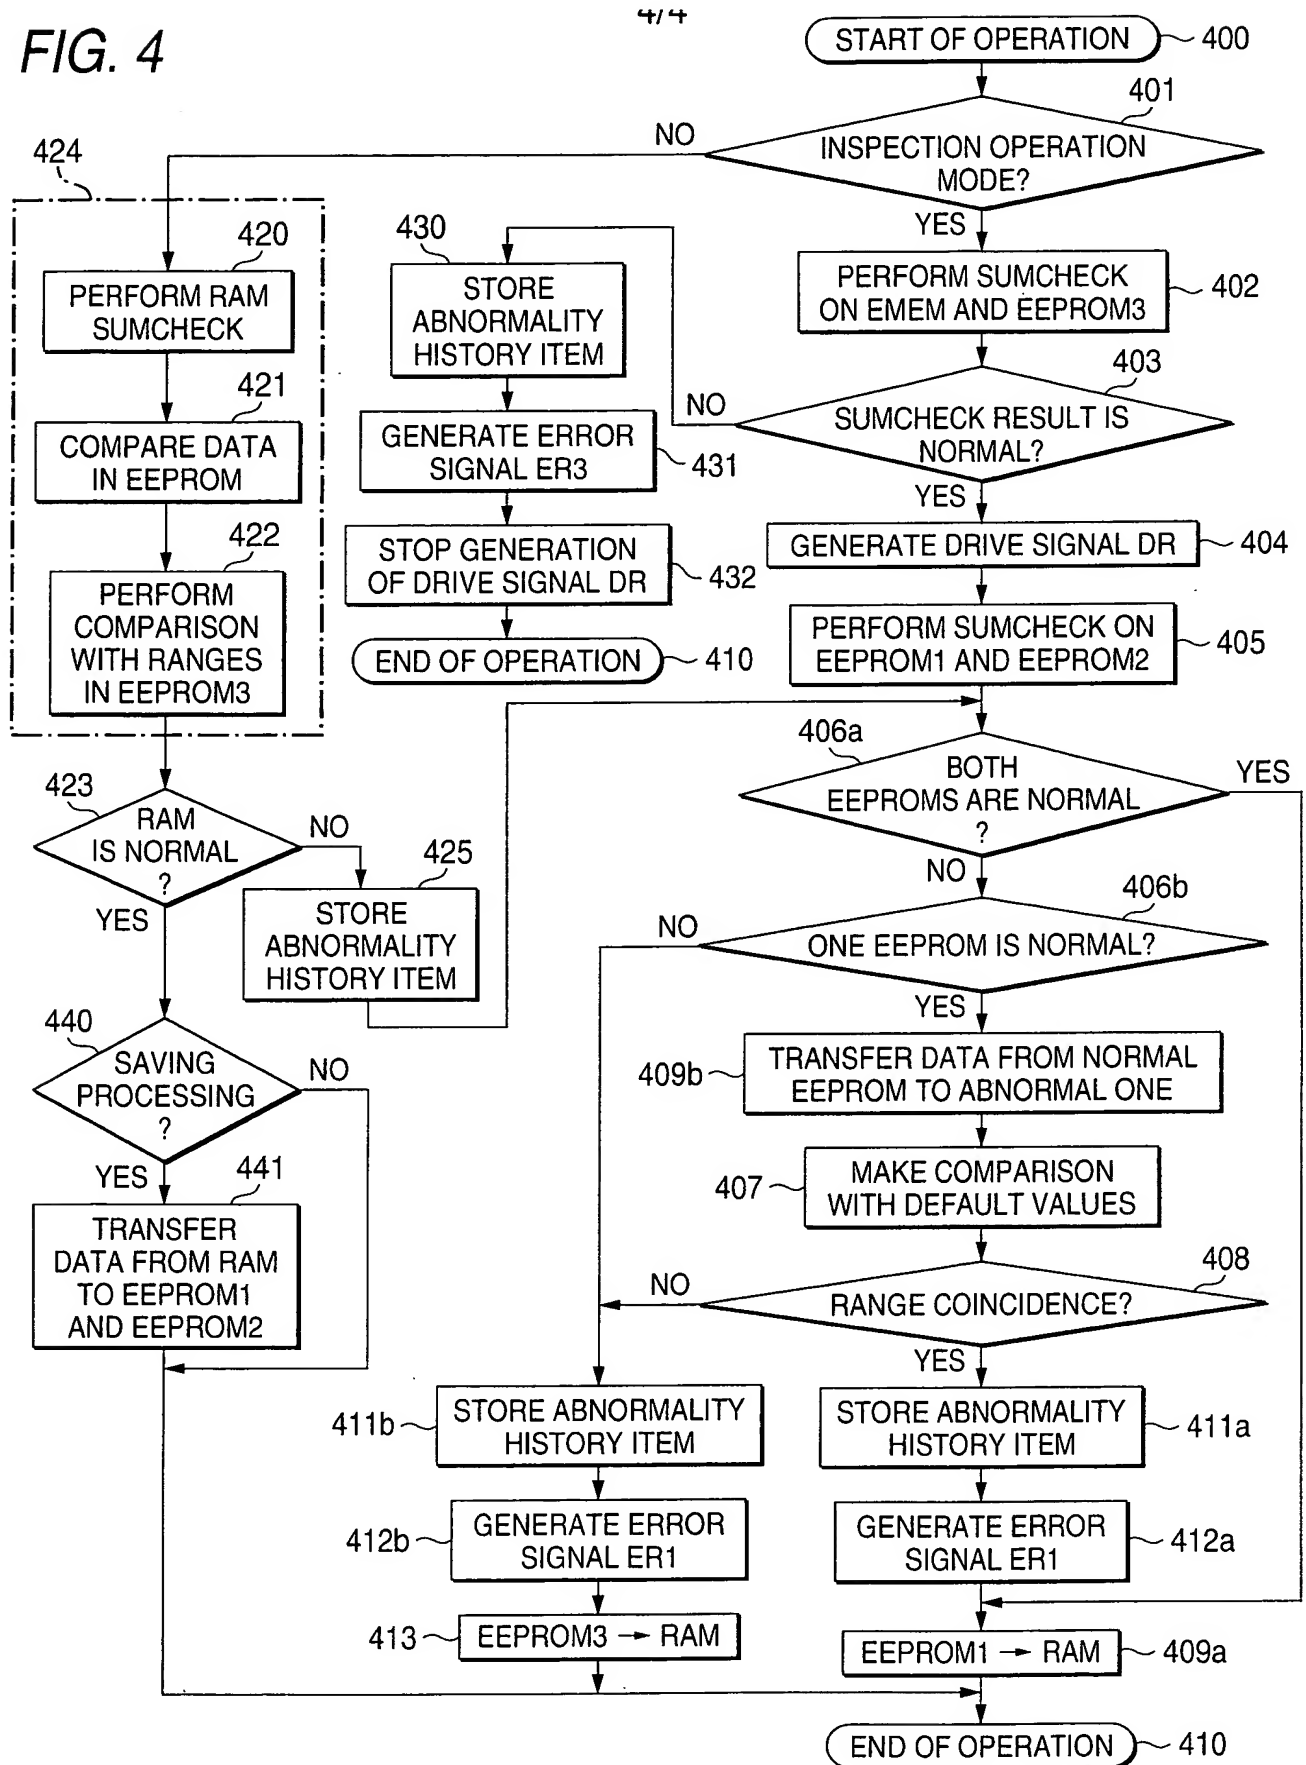 4/4
FIG. 4
START OF OPERATION
400
401
INSPECTION OPERATION
MODE?
NO
YES
424
420
PERFORM RAM
SUMCHECK
421
COMPARE DATA
IN EEPROM
422
PERFORM
COMPARISON
WITH RANGES
IN EEPROM3
430
STORE
ABNORMALITY
HISTORY ITEM
GENERATE ERROR
SIGNAL ER3
431
STOP GENERATION
OF DRIVE SIGNAL DR
432
END OF OPERATION
410
PERFORM SUMCHECK
ON EMEM AND EEPROM3
402
403
SUMCHECK RESULT IS
NORMAL?
NO
YES
GENERATE DRIVE SIGNAL DR
404
PERFORM SUMCHECK ON
EEPROM1 AND EEPROM2
405
406a
BOTH
EEPROMS ARE NORMAL
?
YES
NO
423
RAM
IS NORMAL
?
NO
YES
425
STORE
ABNORMALITY
HISTORY ITEM
406b
ONE EEPROM IS NORMAL?
NO
YES
440
SAVING
PROCESSING
?
NO
YES
409b
TRANSFER DATA FROM NORMAL
EEPROM TO ABNORMAL ONE
407
MAKE COMPARISON
WITH DEFAULT VALUES
441
TRANSFER
DATA FROM RAM
TO EEPROM1
AND EEPROM2
408
RANGE COINCIDENCE?
NO
YES
411b
STORE ABNORMALITY
HISTORY ITEM
STORE ABNORMALITY
HISTORY ITEM
411a
412b
GENERATE ERROR
SIGNAL ER1
GENERATE ERROR
SIGNAL ER1
412a
413
EEPROM3 → RAM
EEPROM1 → RAM
409a
END OF OPERATION
410